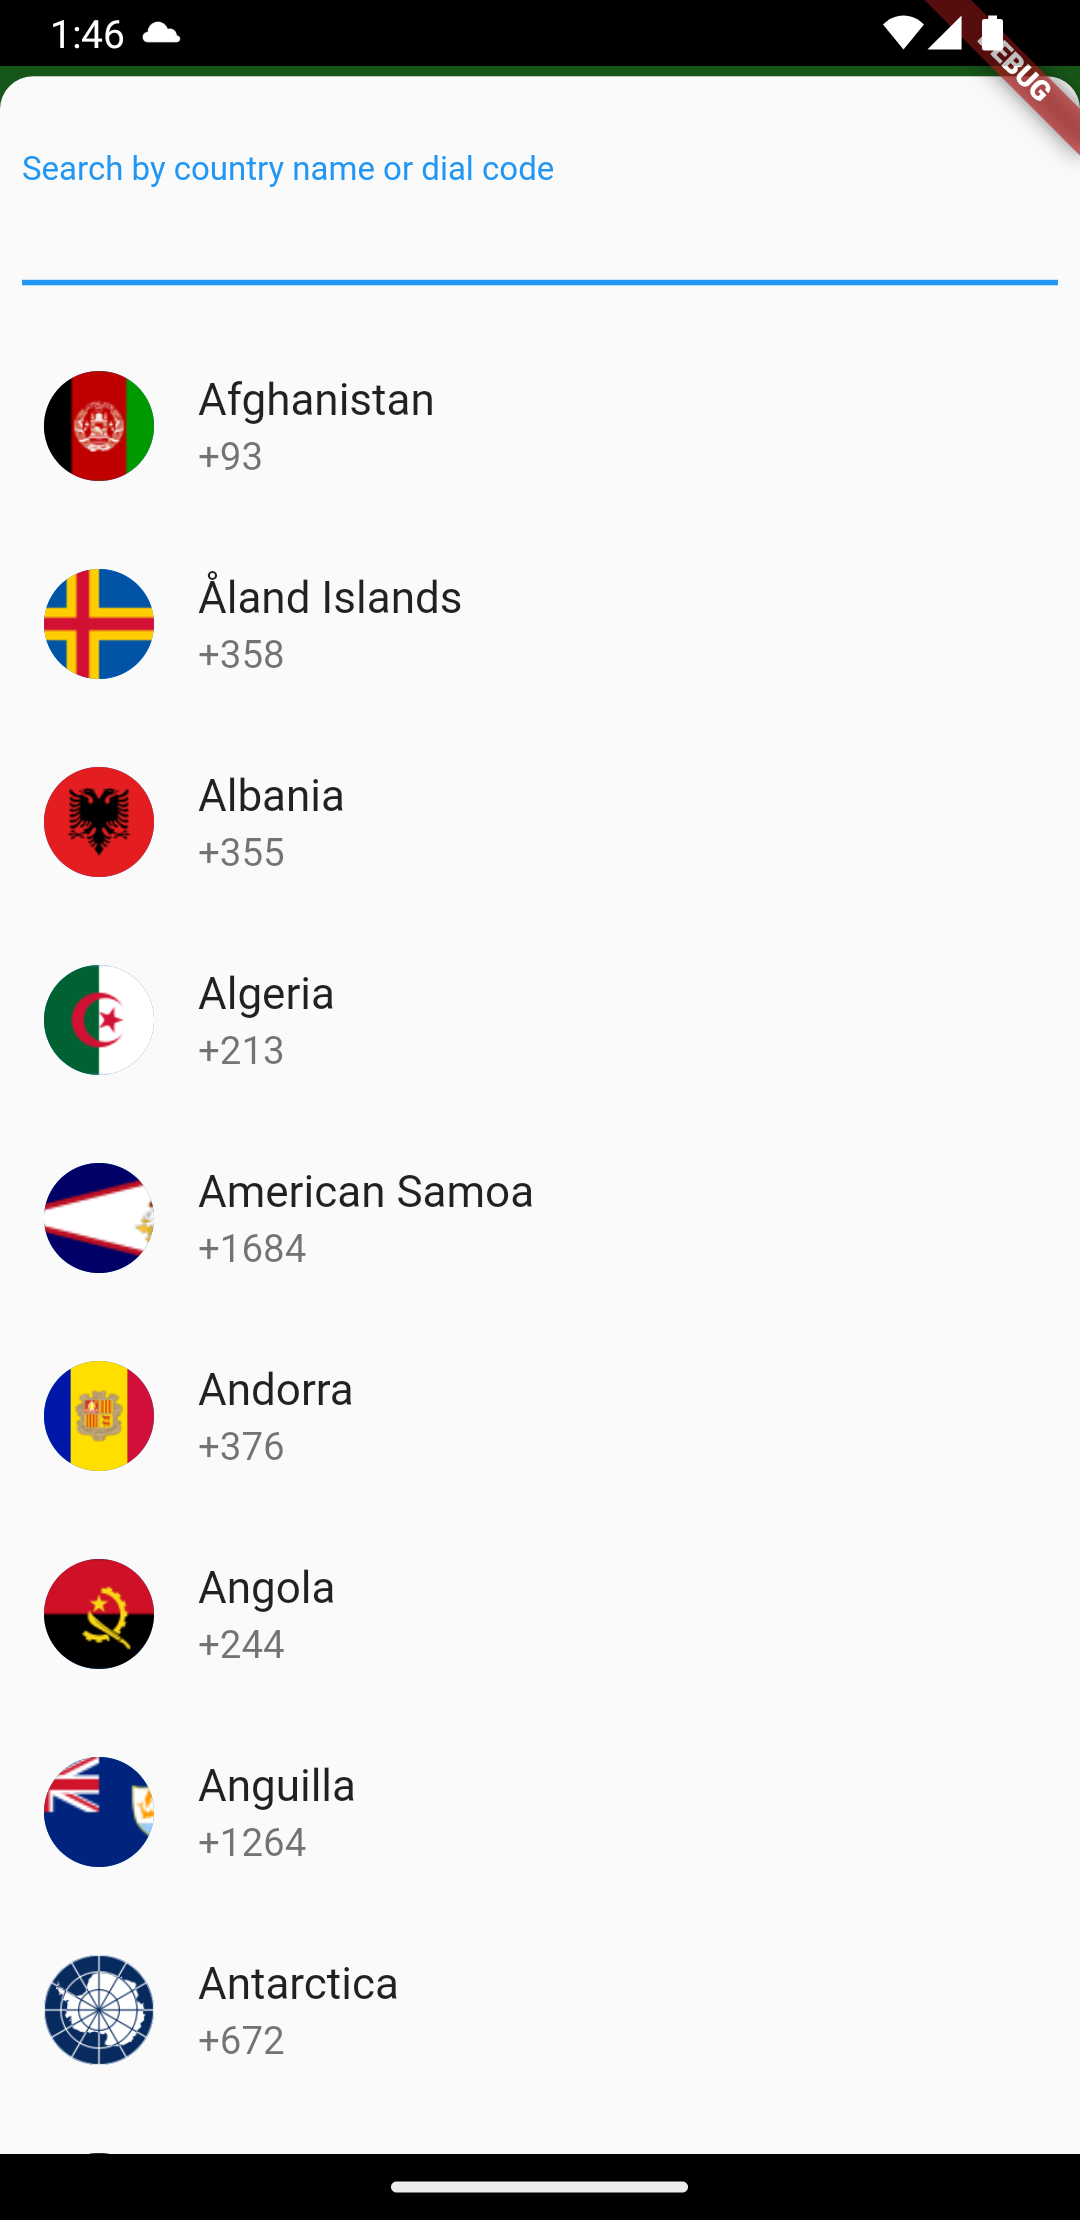 1:46
DEBUG
Search by country name or dial code
Afghanistan
+93
Åland Islands
+358
Albania
+355
Algeria
+213
American Samoa
+1684
Andorra
+376
Angola
+244
Anguilla
+1264
Antarctica
+672